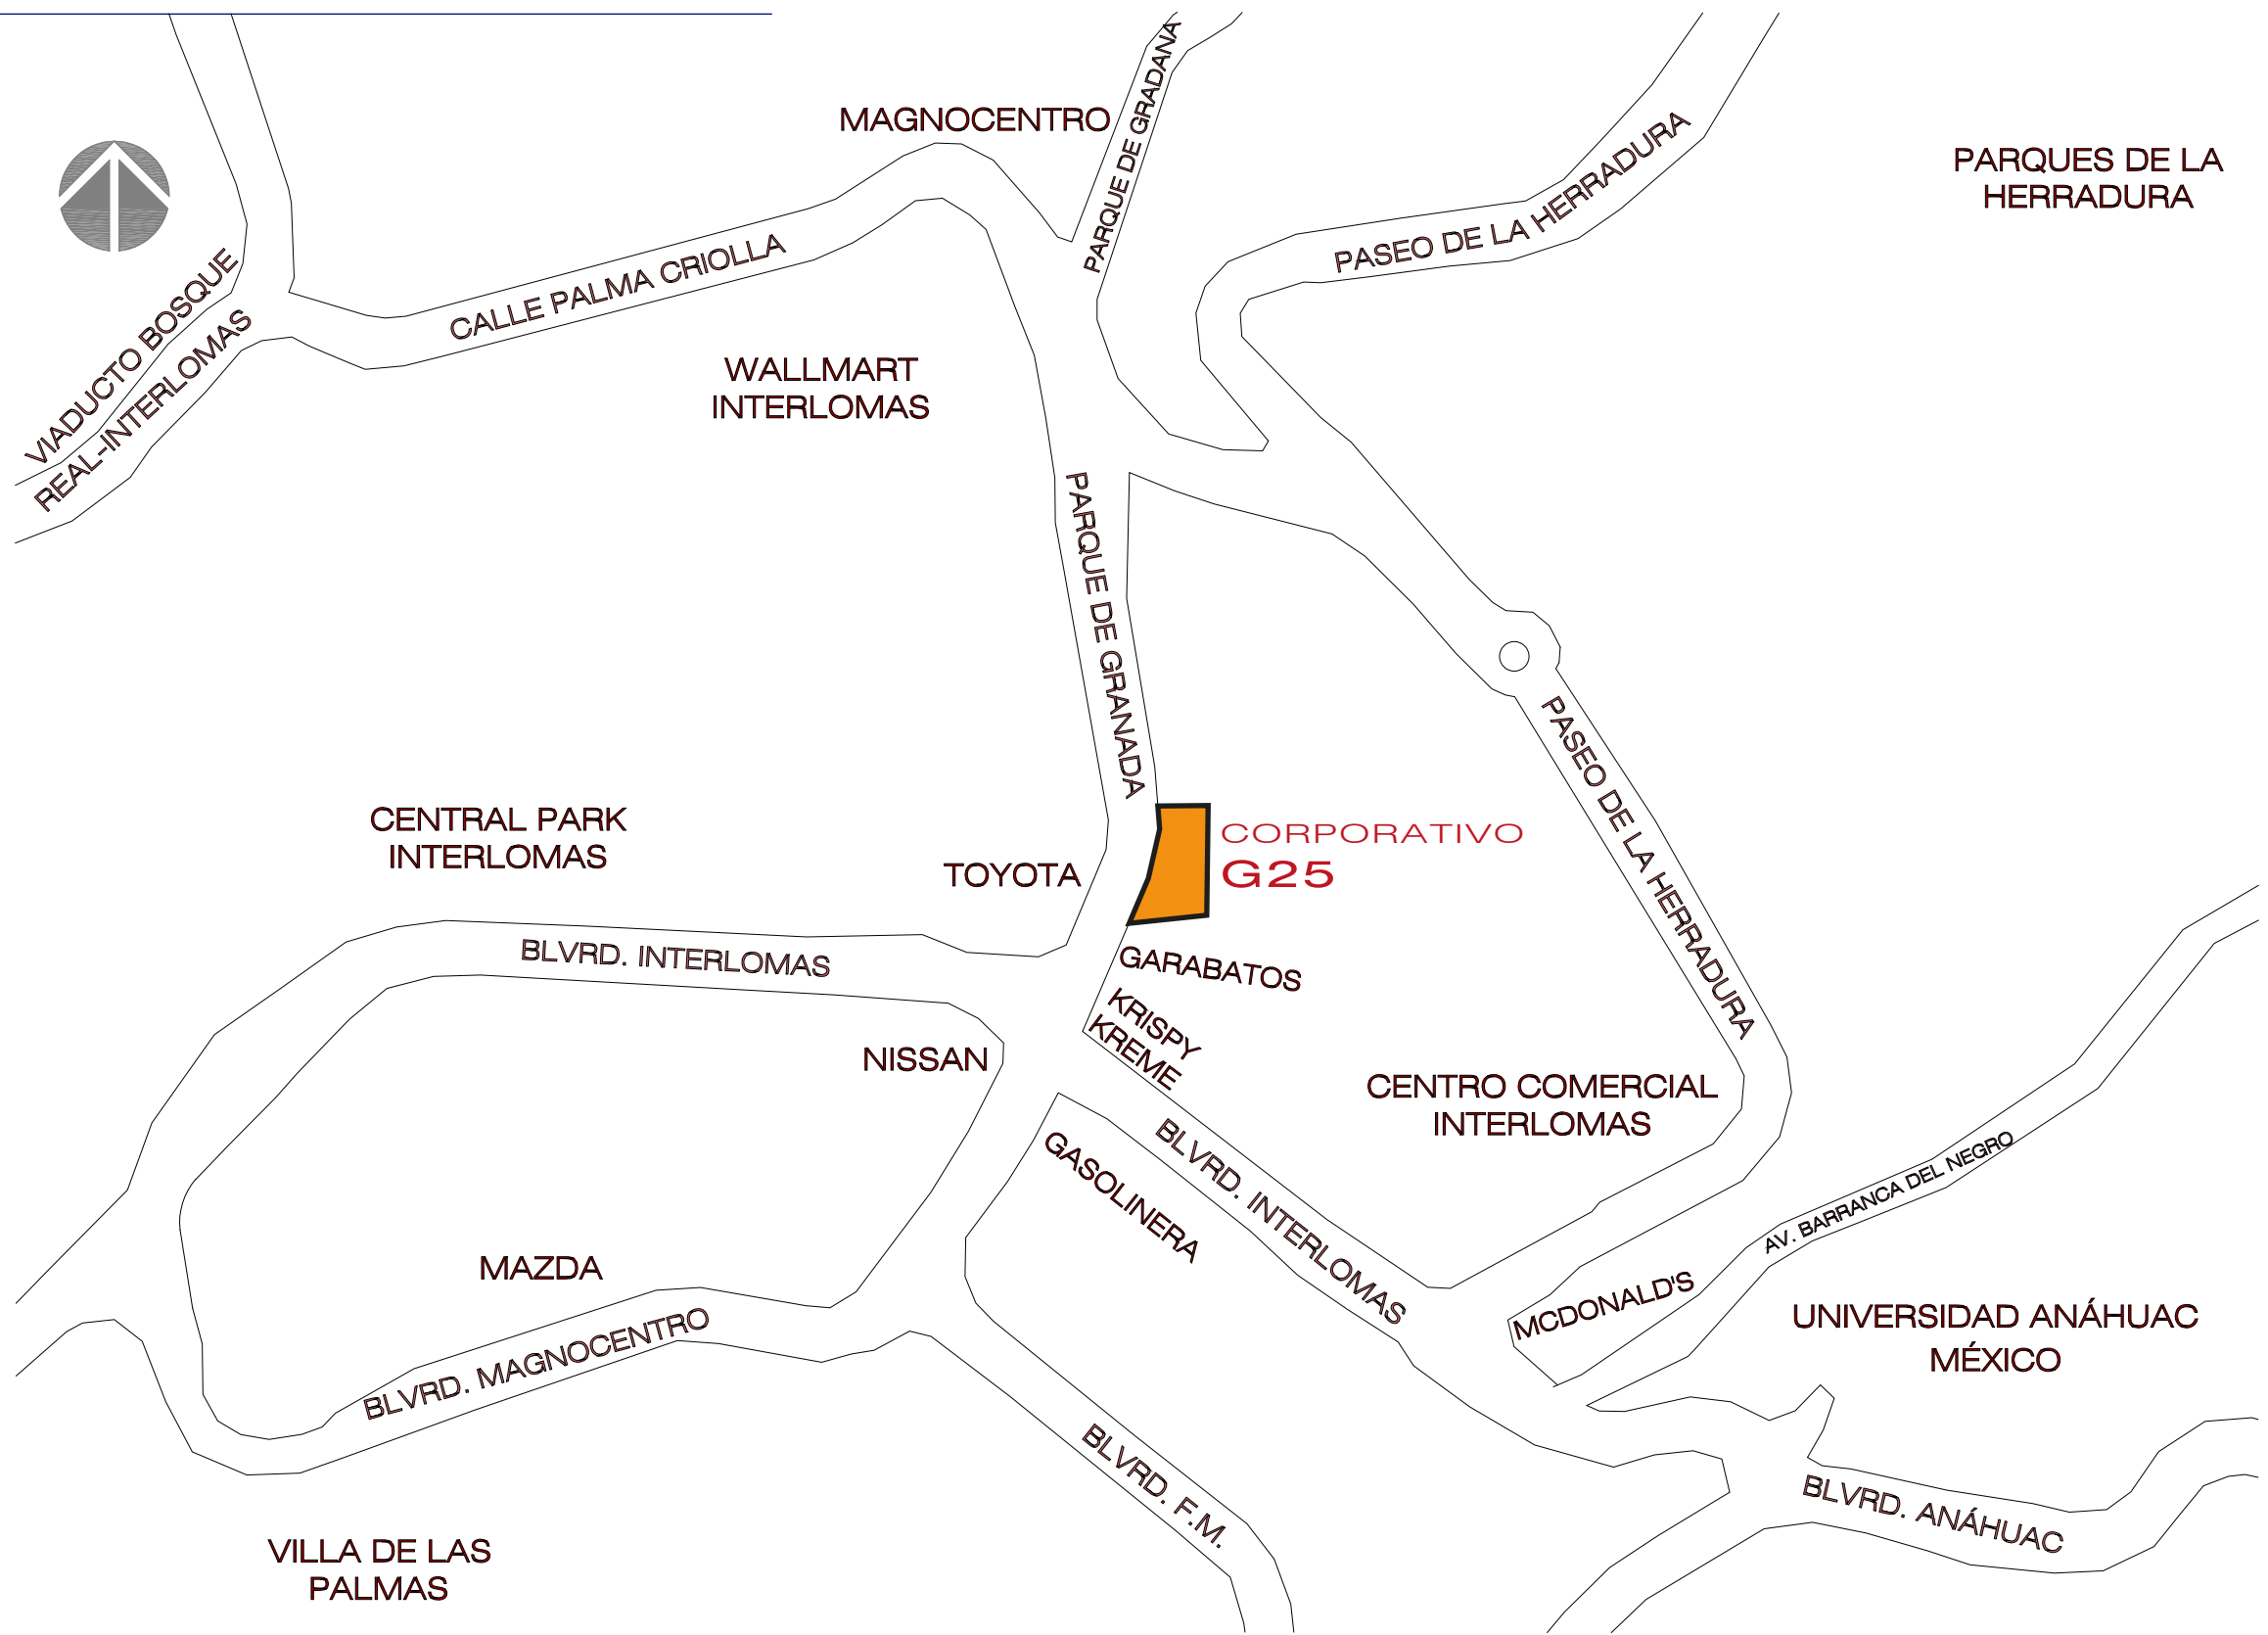 MAGNOCENTRO
PARQUE DE GRADANA
PASEO DE LA HERRADURA
PARQUES DE LA
HERRADURA
VIADUCTO BOSQUE
REAL-INTERLOMAS
CALLE PALMA CRIOLLA
WALLMART
INTERLOMAS
PARQUE DE GRANADA
PASEO DE LA HERRADURA
CENTRAL PARK
INTERLOMAS
TOYOTA
CORPORATIVO
G25
BLVRD. INTERLOMAS
GARABATOS
KRISPY
KREME
NISSAN
CENTRO COMERCIAL
INTERLOMAS
GASOLINERA
BLVRD. INTERLOMAS
AV. BARRANCA DEL NEGRO
MAZDA
MCDONALD'S
UNIVERSIDAD ANÁHUAC
MÉXICO
BLVRD. MAGNOCENTRO
BLVRD. F.M.
BLVRD. ANÁHUAC
VILLA DE LAS
PALMAS